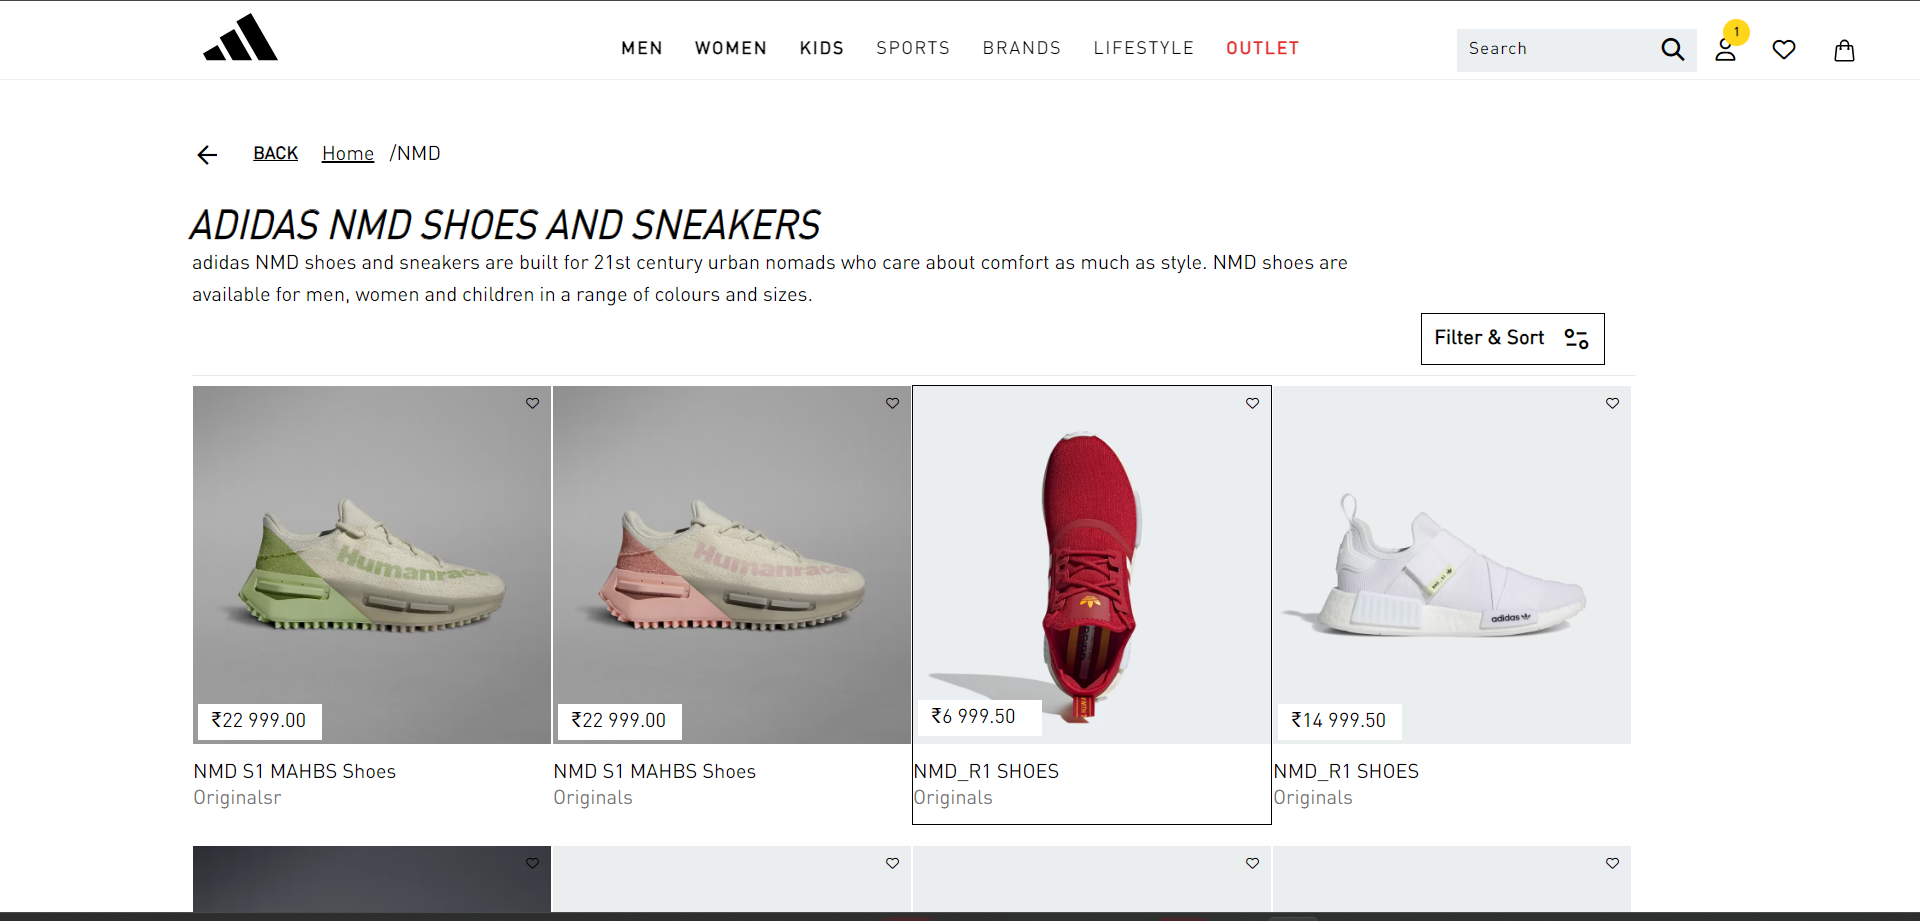 MEN WOMEN KIDS SPORTS BRANDS LIFESTYLE OUTLET
Search
1
BACK Home /NMD
ADIDAS NMD SHOES AND SNEAKERS
adidas NMD shoes and sneakers are built for 21st century urban nomads who care about comfort as much as style. NMD shoes are
available for men, women and children in a range of colours and sizes.
Filter & Sort
Humanrace
Humanrace
adidas
₹22 999.00
₹22 999.00
₹6 999.50
₹14 999.50
NMD S1 MAHBS Shoes
Originalsr
NMD S1 MAHBS Shoes
Originals
NMD_R1 SHOES
Originals
NMD_R1 SHOES
Originals